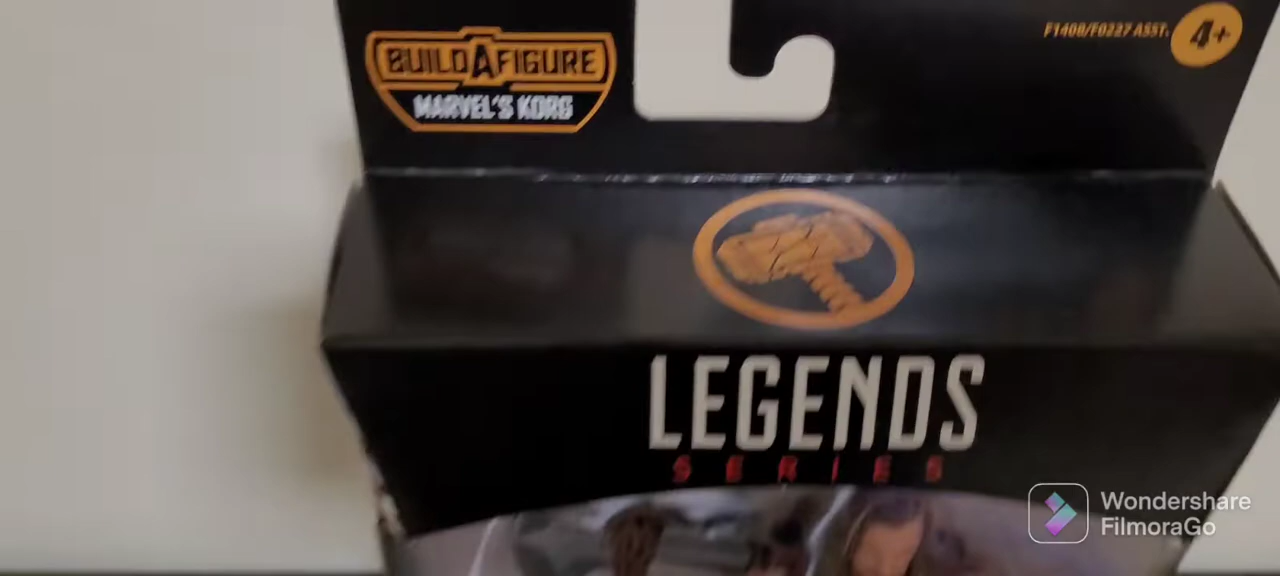 BUILD A FIGURE
MARVEL'S KORG
F1408/F0227 ASST.
4+
LEGENDS
SERIES
Wondershare
FilmoraGo